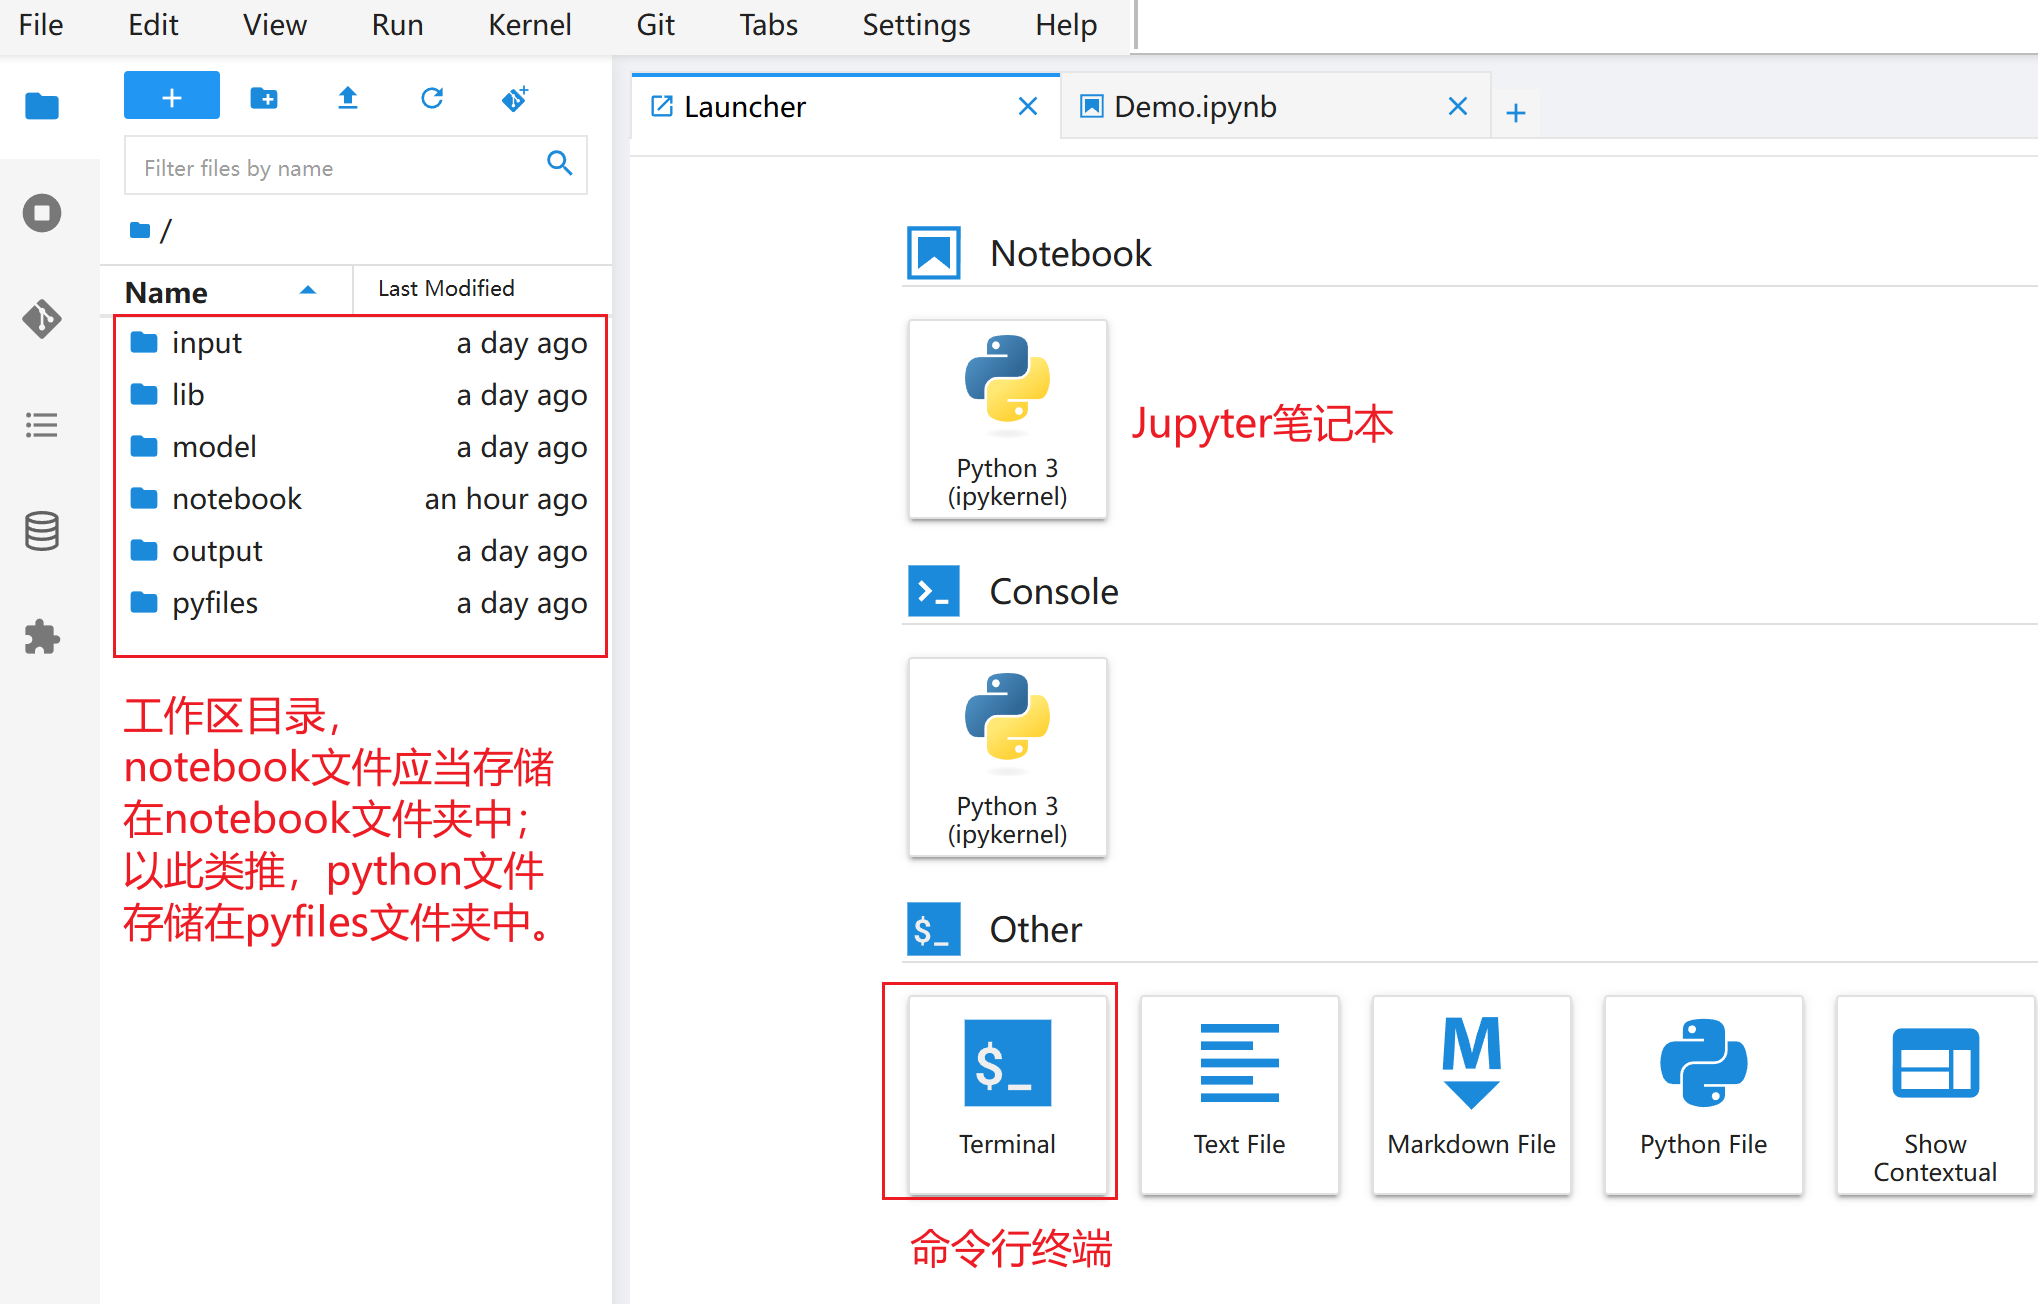 File Edit View Run Kernel Git Tabs Settings Help
+
Launcher
Demo.ipynb
+
Filter files by name
/
Name Last Modified
input a day ago
lib a day ago
model a day ago
notebook an hour ago
output a day ago
pyfiles a day ago
工作区目录，
notebook文件应当存储
在notebook文件夹中；
以此类推，python文件
存储在pyfiles文件夹中。
Notebook
Python 3
(ipykernel)
Jupyter笔记本
Console
Python 3
(ipykernel)
$_ Other
$_
Terminal
Text File
M
Markdown File
Python File
Show
Contextual
命令行终端